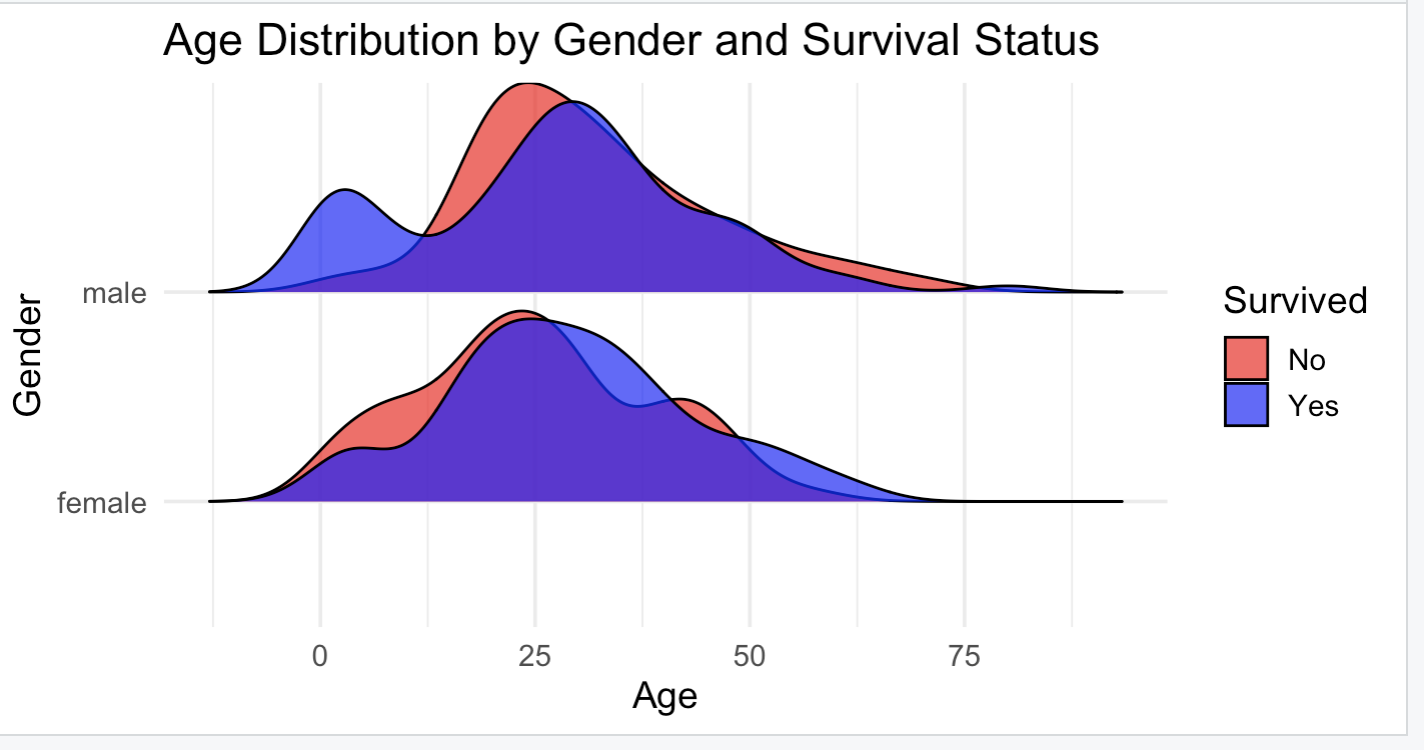 Age Distribution by Gender and Survival Status
Gender
male
female
0 25 50 75
Age
Survived
No
Yes